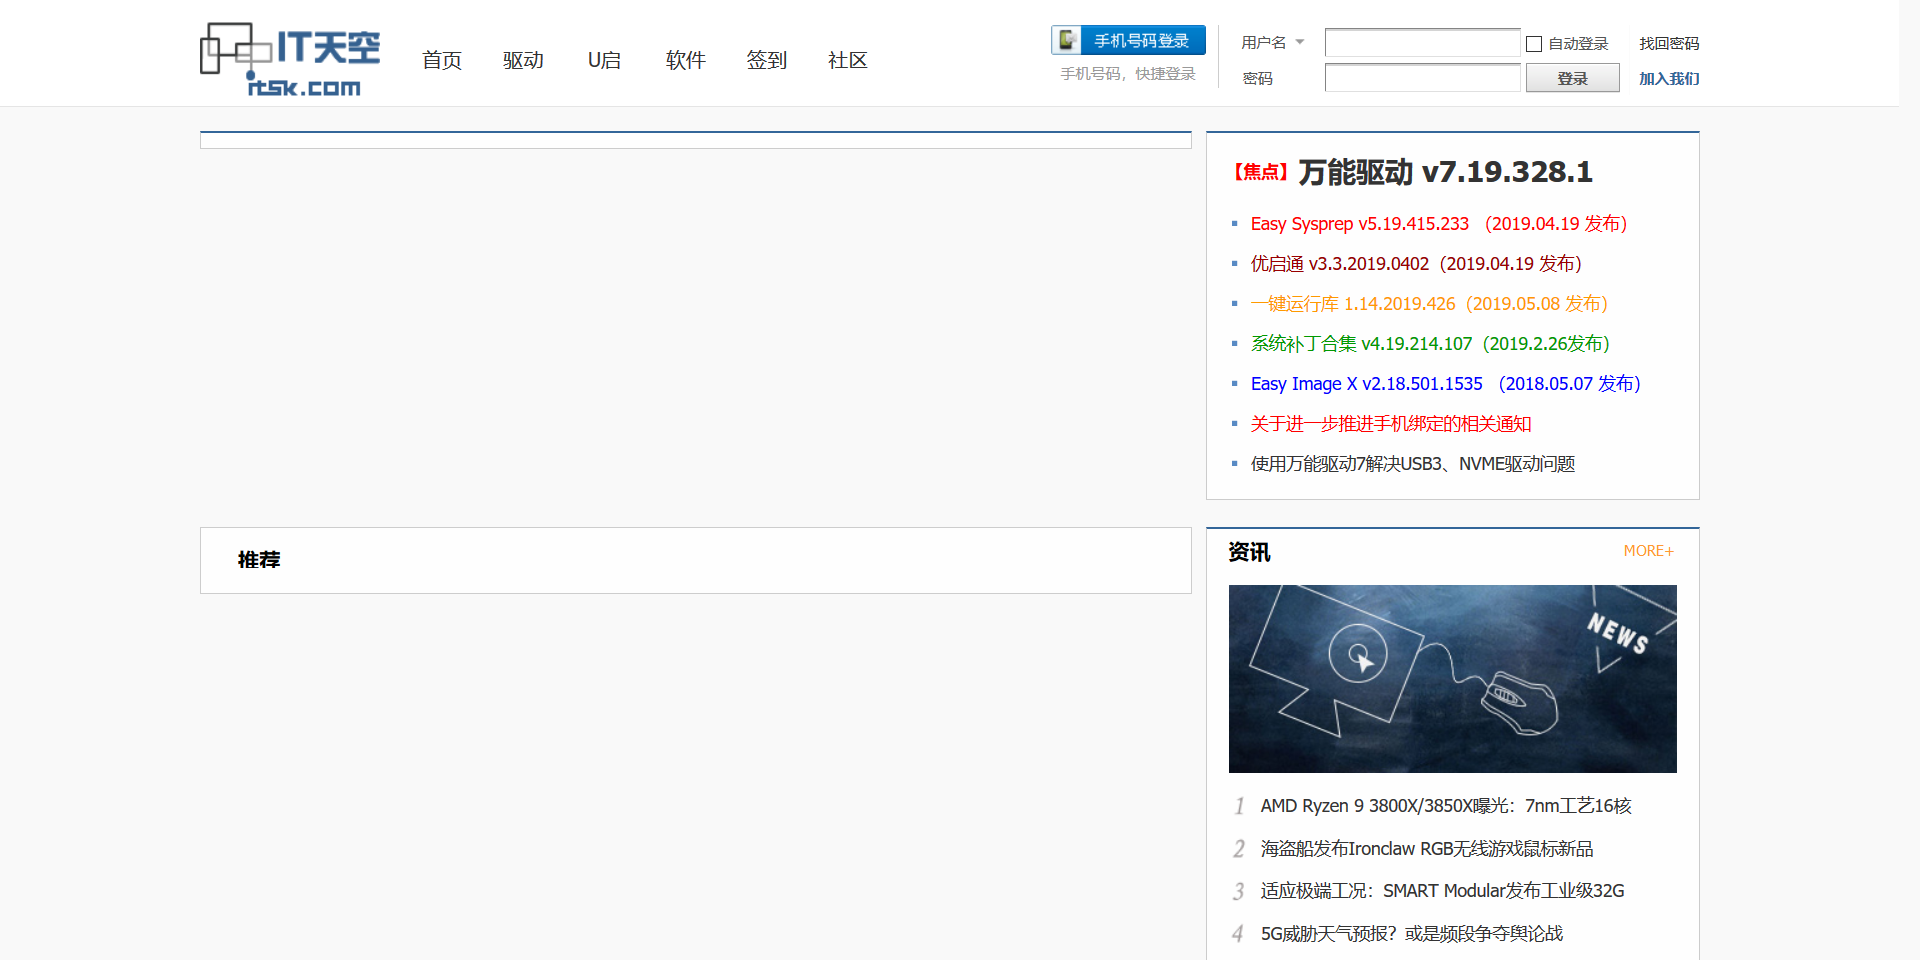 IT天空
itsk.com
首页 驱动 U启 软件 签到 社区
手机号码登录
手机号码，快捷登录
用户名 自动登录 找回密码
密码 登录 加入我们
【焦点】万能驱动 v7.19.328.1
Easy Sysprep v5.19.415.233 （2019.04.19 发布）
优启通 v3.3.2019.0402（2019.04.19 发布）
一键运行库 1.14.2019.426（2019.05.08 发布）
系统补丁合集 v4.19.214.107（2019.2.26发布）
Easy Image X v2.18.501.1535 （2018.05.07 发布）
关于进一步推进手机绑定的相关通知
使用万能驱动7解决USB3、NVME驱动问题
推荐
资讯 MORE+
NEWS
1 AMD Ryzen 9 3800X/3850X曝光：7nm工艺16核
2 海盗船发布Ironclaw RGB无线游戏鼠标新品
3 适应极端工况：SMART Modular发布工业级32G
4 5G威胁天气预报？或是频段争夺舆论战